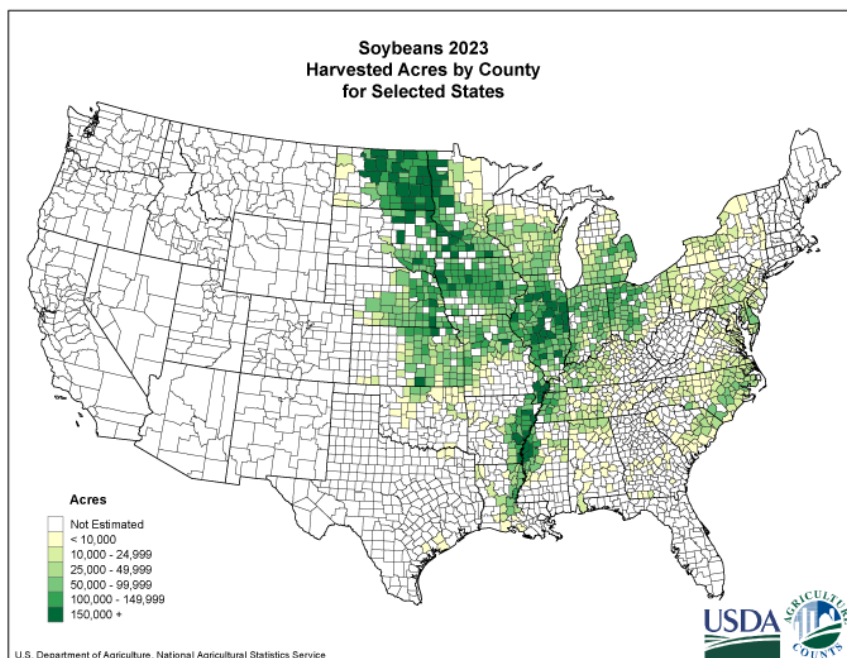 Soybeans 2023
Harvested Acres by County
for Selected States
Acres
Not Estimated
< 10,000
10,000 - 24,999
25,000 - 49,999
50,000 - 99,999
100,000 - 149,999
150,000 +
USDA
AGRICULTURE
COUNTS
U.S. Department of Agriculture, National Agricultural Statistics Service